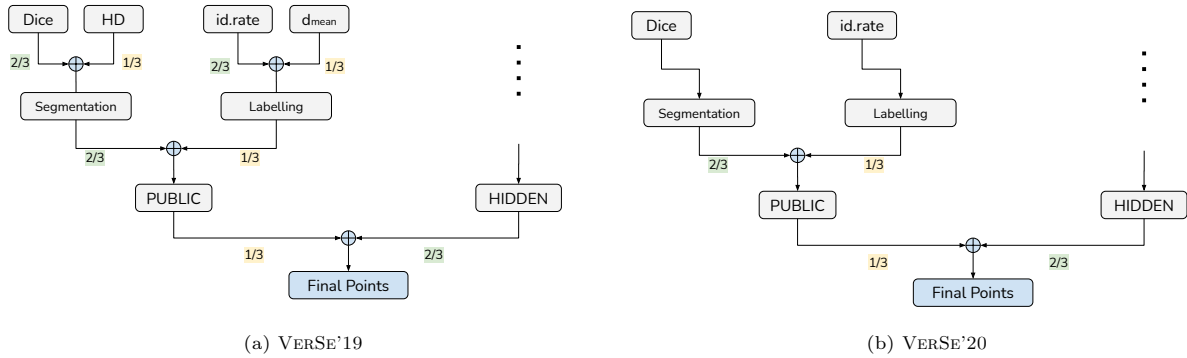 Dice HD id.rate dmean
2/3 1/3 2/3 1/3
Segmentation Labelling
2/3 1/3
PUBLIC HIDDEN
1/3 2/3
Final Points
(a) VERSE'19
Dice id.rate
Segmentation Labelling
2/3 1/3
PUBLIC HIDDEN
1/3 2/3
Final Points
(b) VERSE'20